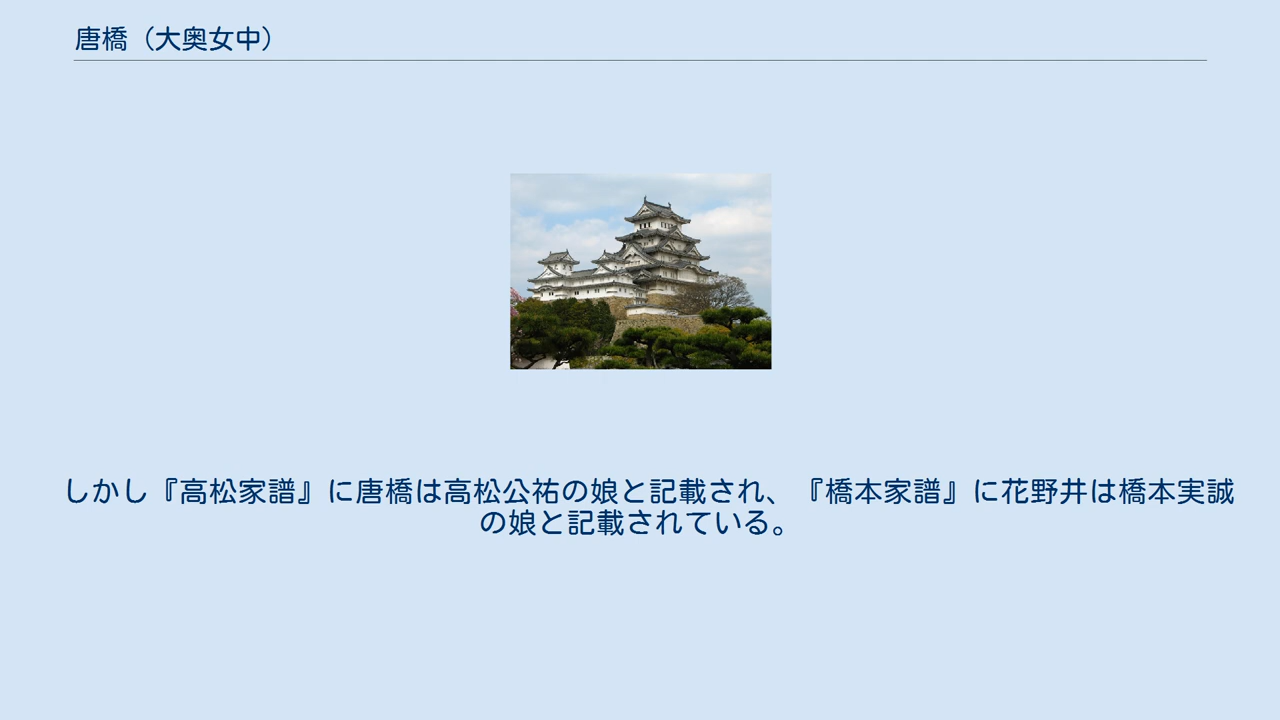 唐橋（大奥女中）
しかし『高松家譜』に唐橋は高松公祐の娘と記載され、『橋本家譜』に花野井は橋本実誠
の娘と記載されている。